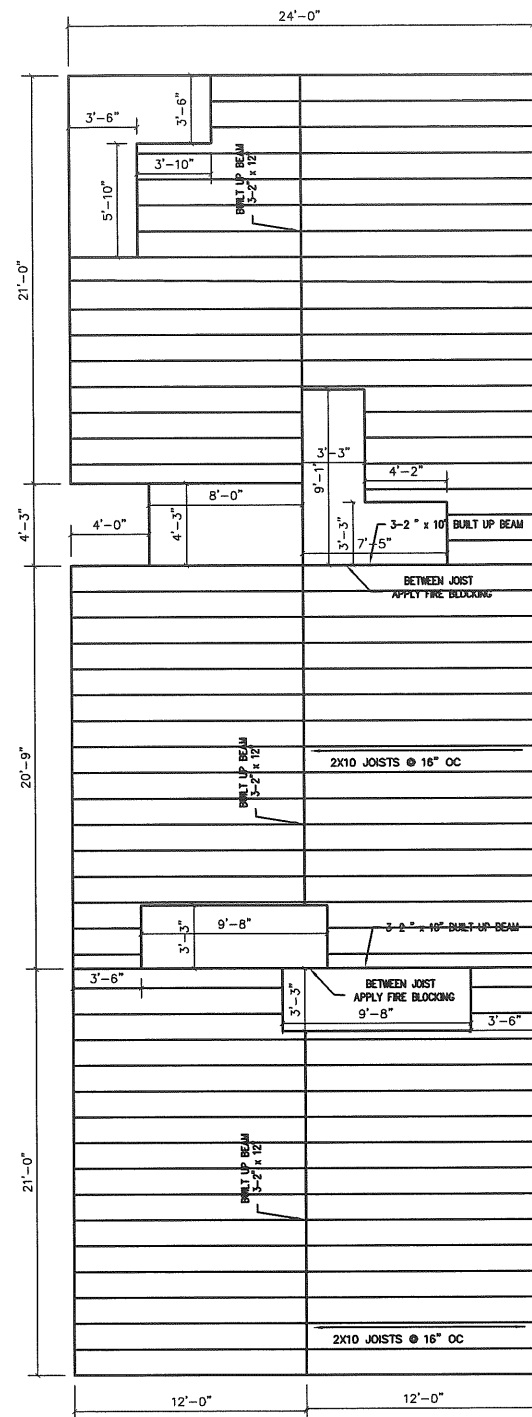 24'-0"
3'-6"
3'-6"
3'-10"
5'-10"
BUILT UP BEAM
3-2" x 12"
21'-0"
3'-3"
9'-1"
4'-2"
8'-0"
4'-3"
4'-0"
4'-3"
3'-3"
3-2 " x 10" BUILT UP BEAM
7'-5"
BETWEEN JOIST
APPLY FIRE BLOCKING
20'-9"
BUILT UP BEAM
3-2" x 12"
2X10 JOISTS @ 16" OC
3'-3"
9'-8"
3-2 " x 10" BUILT UP BEAM
3'-6"
3'-3"
BETWEEN JOIST
APPLY FIRE BLOCKING
9'-8"
3'-6"
21'-0"
BUILT UP BEAM
3-2" x 12"
2X10 JOISTS @ 16" OC
12'-0"
12'-0"